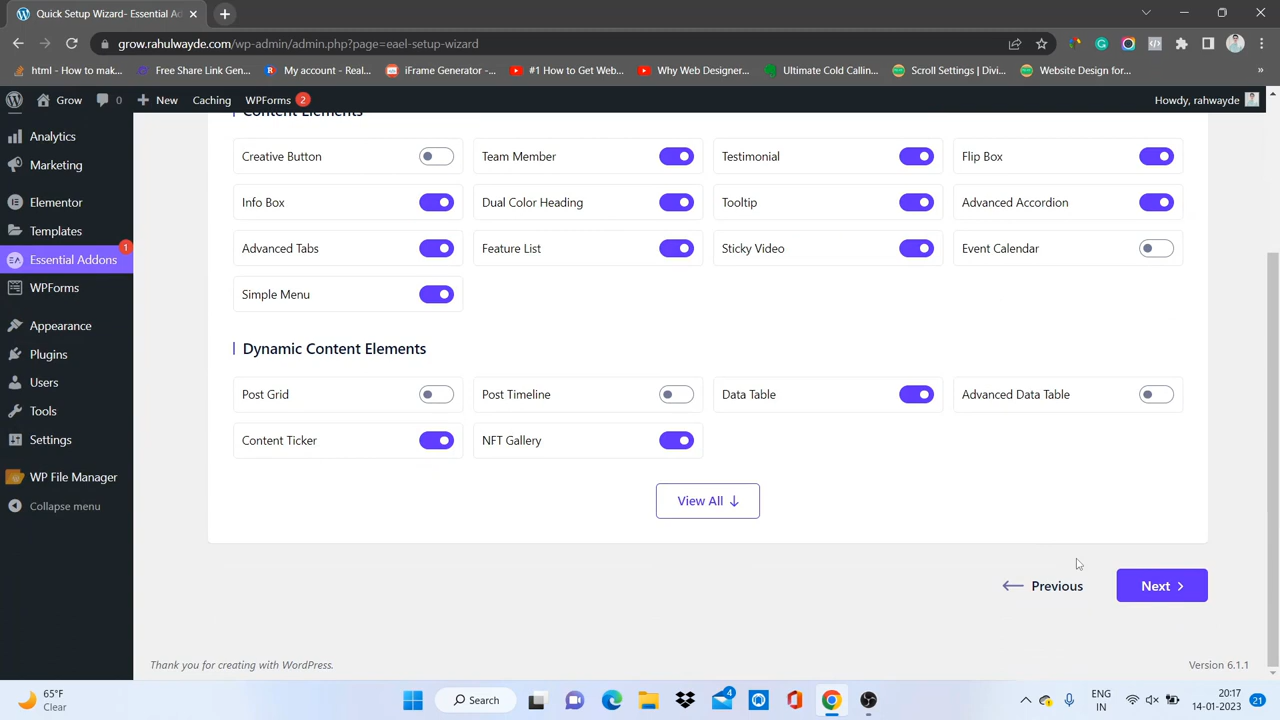 Quick Setup Wizard- Essential Ad
grow.rahulwayde.com/wp-admin/admin.php?page=eael-setup-wizard
html - How to mak... Free Share Link Gen... My account - Real... iFrame Generator -... #1 How to Get Web... Why Web Designer... Ultimate Cold Callin... Scroll Settings | Divi... Website Design for... »
Grow 0 New Caching WPForms 2 Howdy, rahwayde
Analytics
Marketing
Elementor
Templates
Essential Addons 1
WPForms
Appearance
Plugins
Users
Tools
Settings
WP File Manager
Collapse menu
Content Elements
Creative Button Team Member Testimonial Flip Box
Info Box Dual Color Heading Tooltip Advanced Accordion
Advanced Tabs Feature List Sticky Video Event Calendar
Simple Menu
Dynamic Content Elements
Post Grid Post Timeline Data Table Advanced Data Table
Content Ticker NFT Gallery
View All ↓
Previous Next
Thank you for creating with WordPress. Version 6.1.1
65°F
Clear
Search
4
ENG
IN
20:17
14-01-2023
21